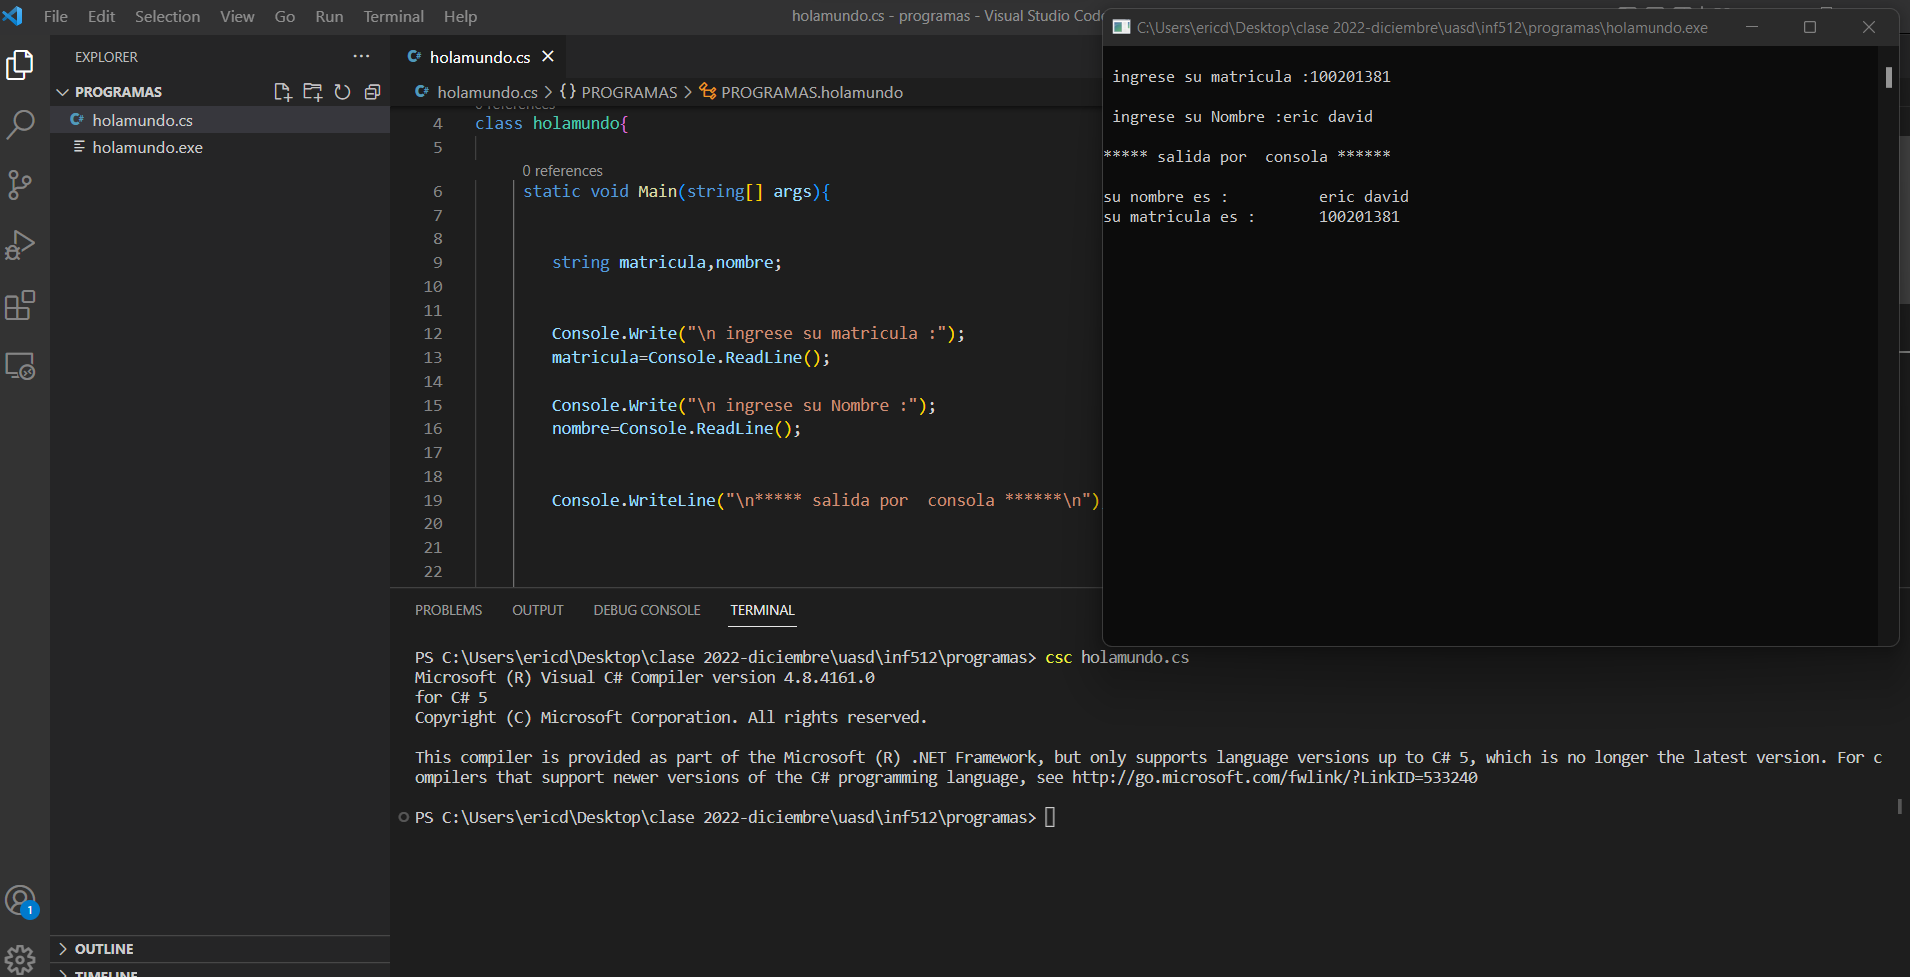 File Edit Selection View Go Run Terminal Help
holamundo.cs - programas - Visual Studio Code
EXPLORER
PROGRAMAS
holamundo.cs
holamundo.exe
OUTLINE
TIMELINE
1
holamundo.cs
holamundo.cs > {} PROGRAMAS > PROGRAMAS.holamundo
0 references
4 class holamundo{
5
0 references
6 static void Main(string[] args){
7
8
9 string matricula,nombre;
10
11
12 Console.Write("\n ingrese su matricula :");
13 matricula=Console.ReadLine();
14
15 Console.Write("\n ingrese su Nombre :");
16 nombre=Console.ReadLine();
17
18
19 Console.WriteLine("\n***** salida por  consola ******\n")
20
21
22
PROBLEMS OUTPUT DEBUG CONSOLE TERMINAL
PS C:\Users\ericd\Desktop\clase 2022-diciembre\uasd\inf512\programas> csc holamundo.cs
Microsoft (R) Visual C# Compiler version 4.8.4161.0
for C# 5
Copyright (C) Microsoft Corporation. All rights reserved.
This compiler is provided as part of the Microsoft (R) .NET Framework, but only supports language versions up to C# 5, which is no longer the latest version. For c
ompilers that support newer versions of the C# programming language, see http://go.microsoft.com/fwlink/?LinkID=533240
PS C:\Users\ericd\Desktop\clase 2022-diciembre\uasd\inf512\programas>
C:\Users\ericd\Desktop\clase 2022-diciembre\uasd\inf512\programas\holamundo.exe
ingrese su matricula :100201381
ingrese su Nombre :eric david
***** salida por  consola ******
su nombre es : eric david
su matricula es : 100201381